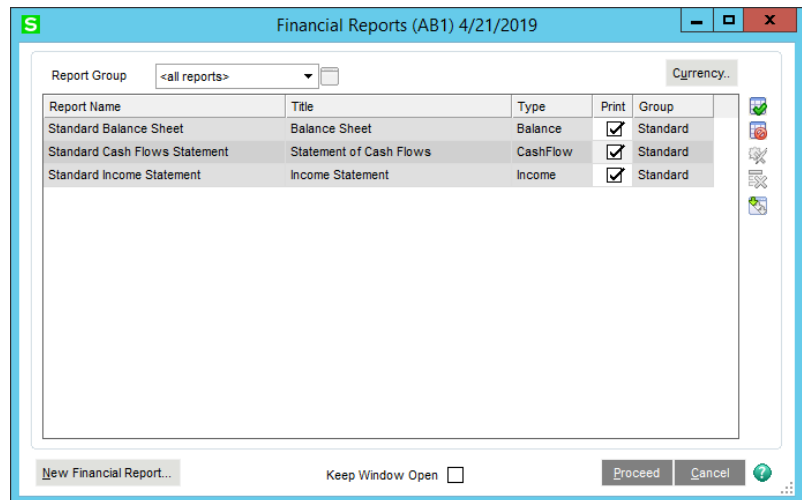 S Financial Reports (AB1) 4/21/2019
Report Group <all reports> Currency..
Report Name Title Type Print Group
Standard Balance Sheet Balance Sheet Balance Standard
Standard Cash Flows Statement Statement of Cash Flows CashFlow Standard
Standard Income Statement Income Statement Income Standard
New Financial Report... Keep Window Open Proceed Cancel ?